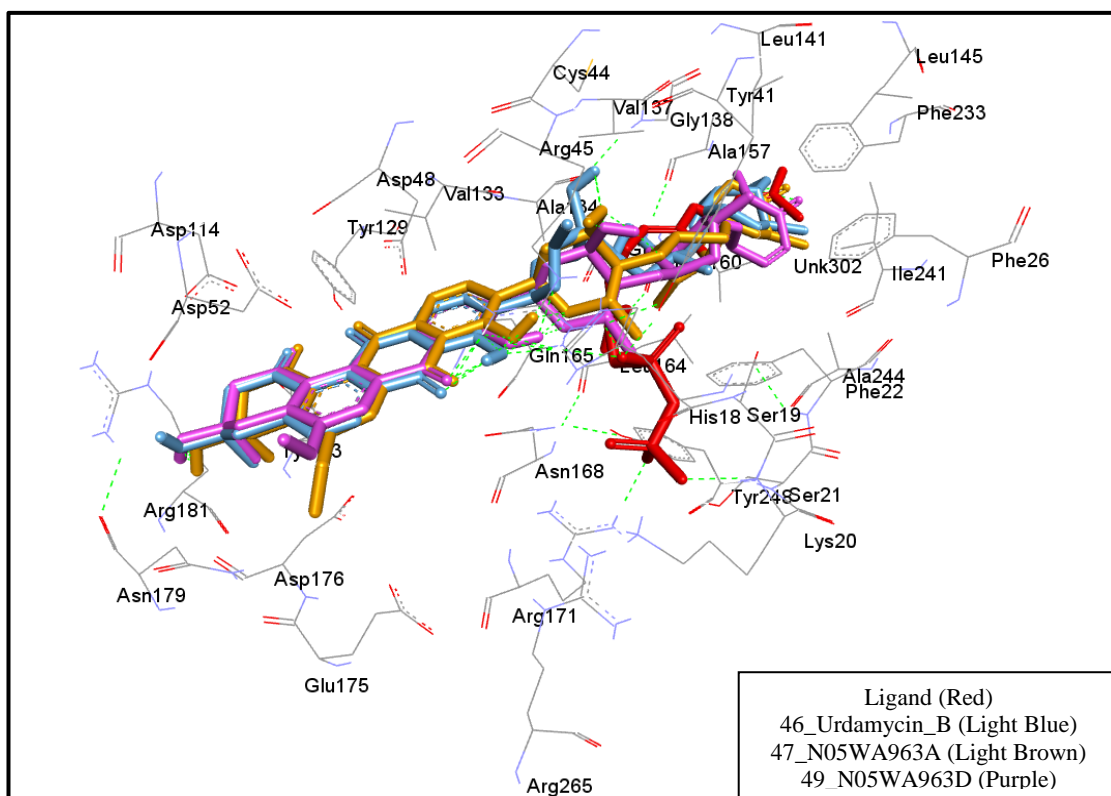 Leu141
Leu145
Cys44
Val137
Tyr41
Gly138
Phe233
Arg45
Ala157
Asp48
Val133
Asp114
Tyr129
Unk302
Ile241
Phe26
Asp52
Gln165
Leu164
Ala244
Phe22
His18
Ser19
Asn168
Arg181
Tyr248
Ser21
Lys20
Asp176
Asn179
Arg171
Glu175
Arg265
Ligand (Red)
46_Urdamycin_B (Light Blue)
47_N05WA963A (Light Brown)
49_N05WA963D (Purple)